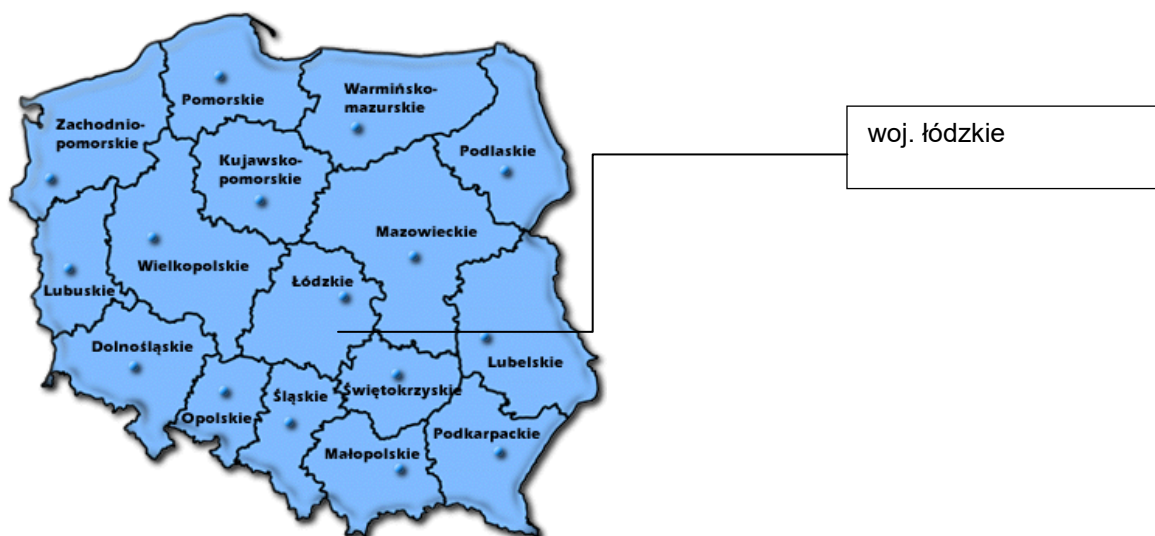 Pomorskie
Warmińsko-
mazurskie
Zachodnio-
pomorskie
woj. łódzkie
Podlaskie
Kujawsko-
pomorskie
Mazowieckie
Wielkopolskie
Łódzkie
Lubuskie
Dolnośląskie
Lubelskie
Świętokrzyskie
Śląskie
Opolskie
Podkarpackie
Małopolskie